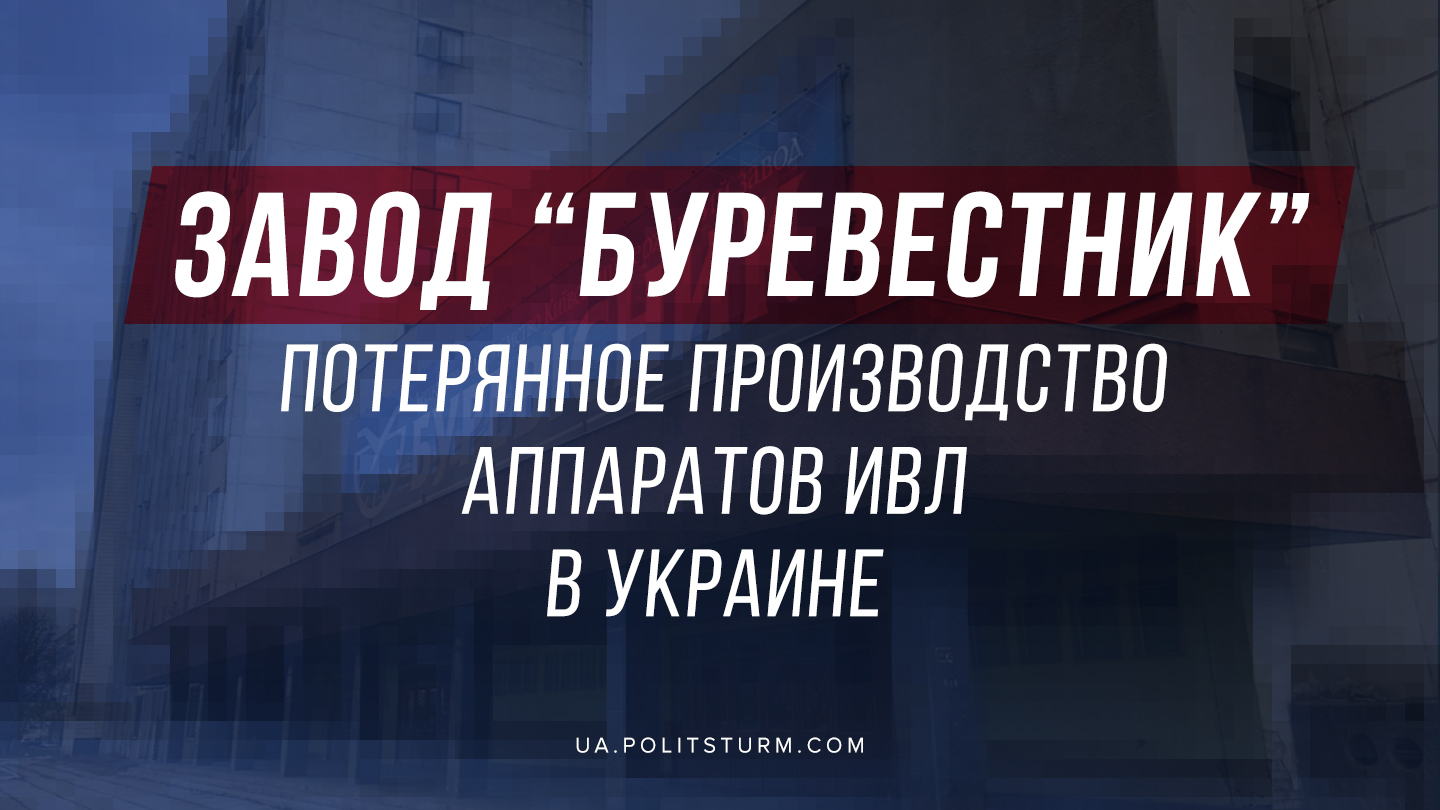 ЗАВОД “БУРЕВЕСТНИК”
ПОТЕРЯННОЕ ПРОИЗВОДСТВО
АППАРАТОВ ИВЛ
В УКРАИНЕ
UA.POLITSTURM.COM